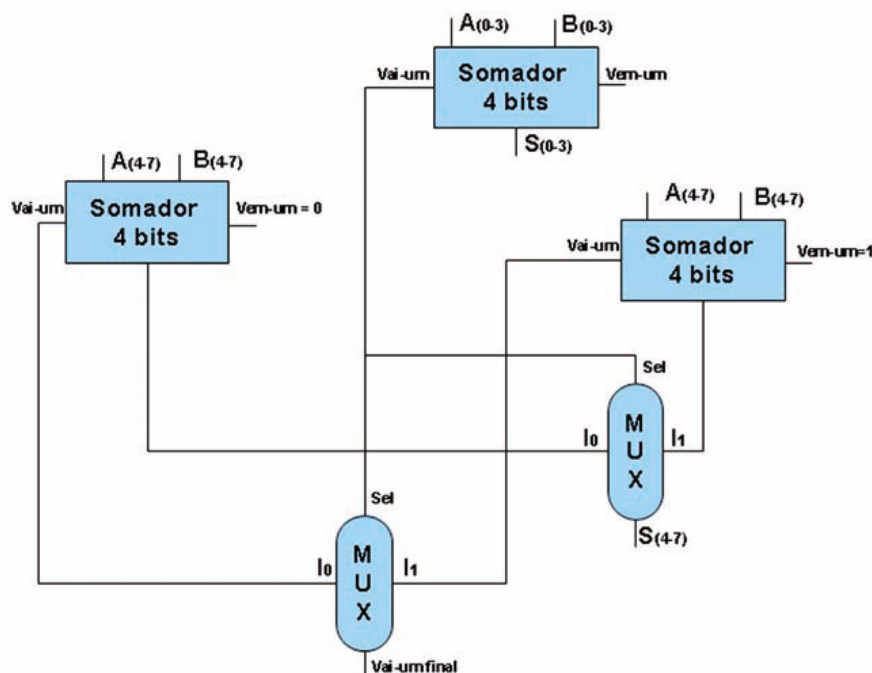 A(0-3) B(0-3)
Vai-um Somador 4 bits Vem-um
S(0-3)
A(4-7) B(4-7)
Vai-um Somador 4 bits Vem-um = 0
A(4-7) B(4-7)
Vai-um Somador 4 bits Vem-um=1
Sel
I0 MUX I1
S(4-7)
Sel
I0 MUX I1
Vai-um final